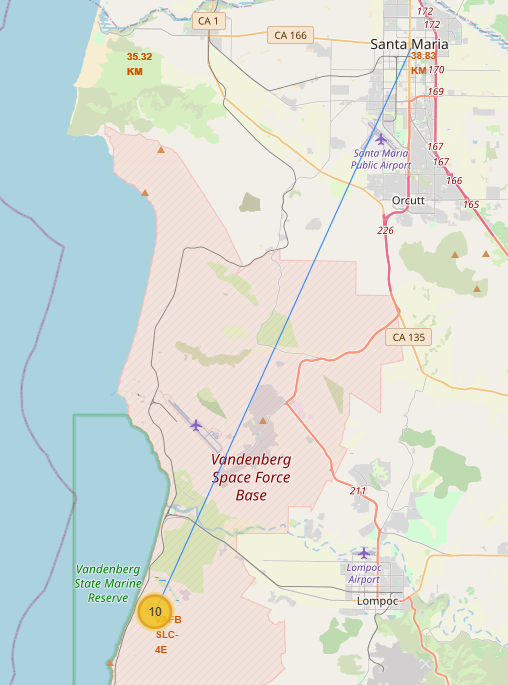 172
CA 1
172
CA 166
Santa Maria
35.32
KM
38.83
KM
170
169
Santa Maria
Public Airport
167
167
166
165
Orcutt
226
CA 135
Vandenberg
Space Force
Base
211
Lompoc
Airport
Vandenberg
State Marine
Reserve
Lompoc
10
FB
SLC-
4E